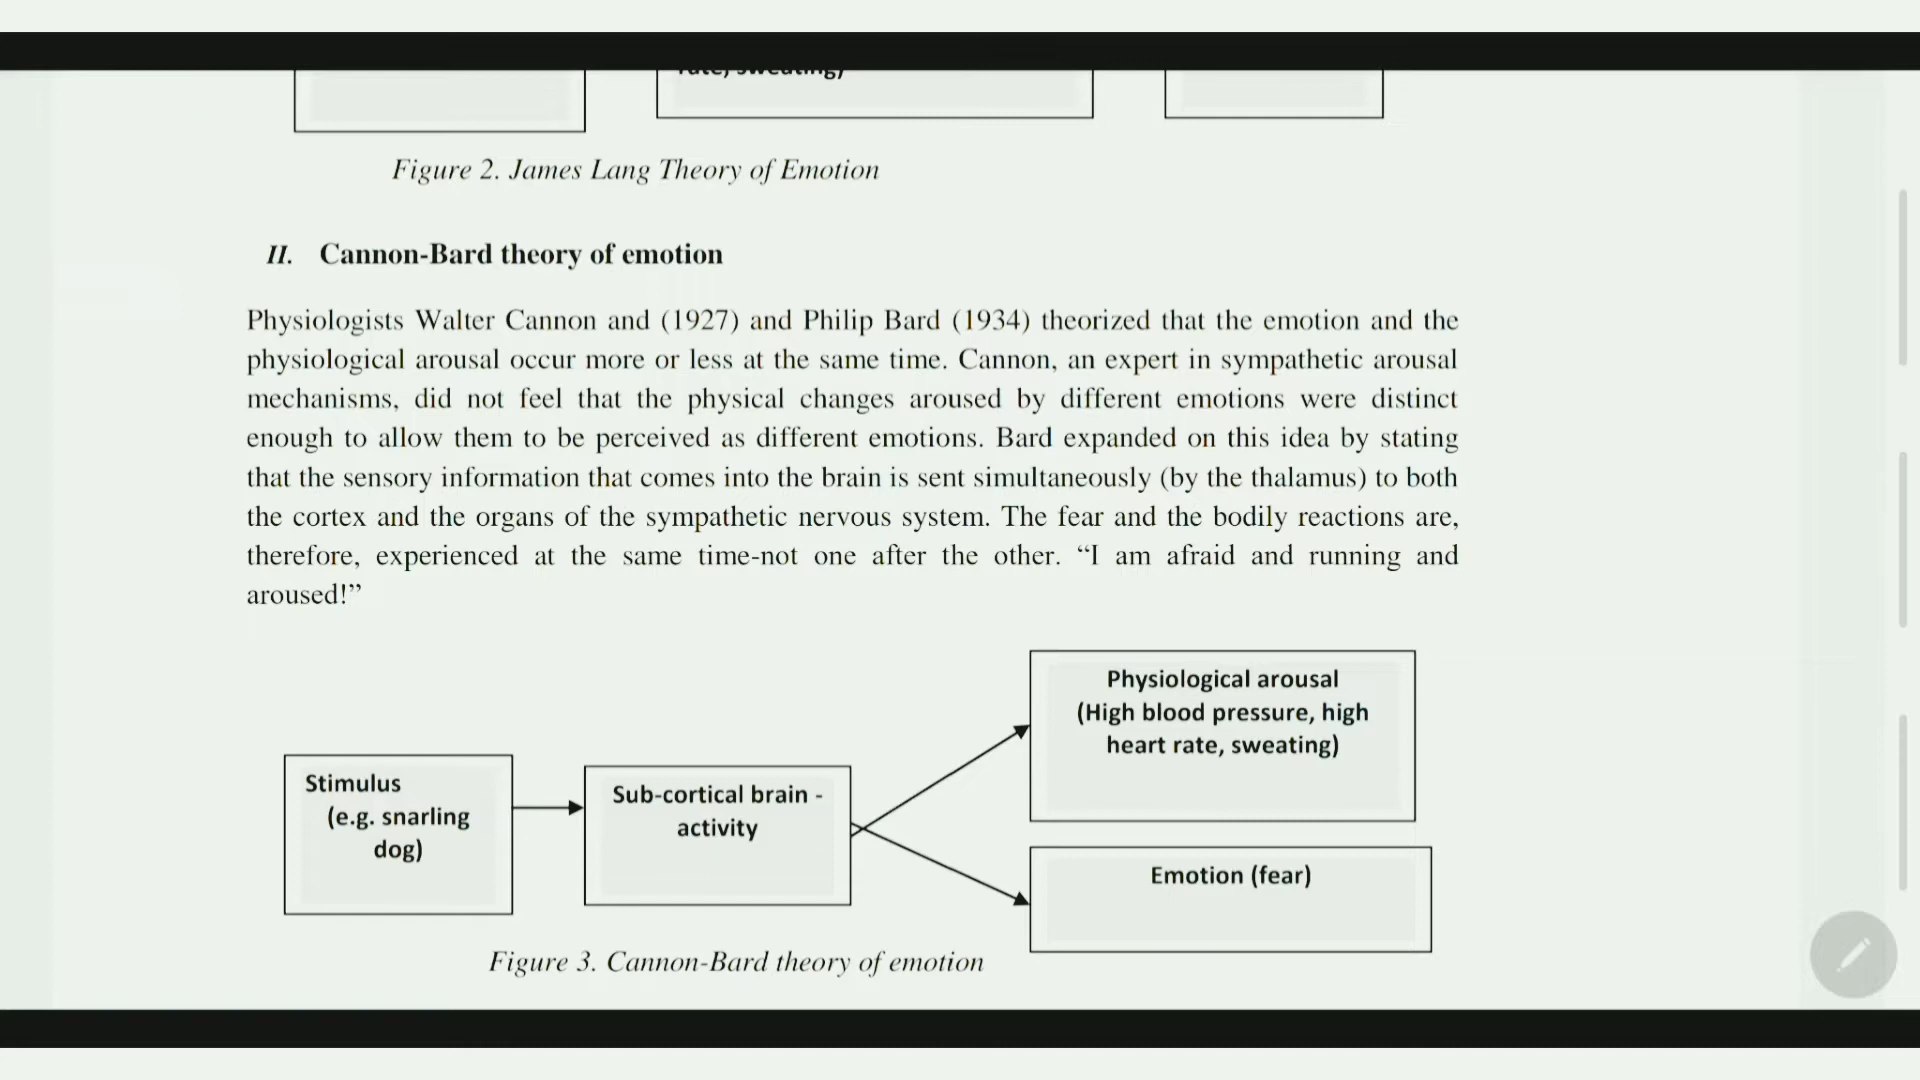 rate, sweating)
Figure 2. James Lang Theory of Emotion
II. Cannon-Bard theory of emotion
Physiologists Walter Cannon and (1927) and Philip Bard (1934) theorized that the emotion and the
physiological arousal occur more or less at the same time. Cannon, an expert in sympathetic arousal
mechanisms, did not feel that the physical changes aroused by different emotions were distinct
enough to allow them to be perceived as different emotions. Bard expanded on this idea by stating
that the sensory information that comes into the brain is sent simultaneously (by the thalamus) to both
the cortex and the organs of the sympathetic nervous system. The fear and the bodily reactions are,
therefore, experienced at the same time-not one after the other. “I am afraid and running and
aroused!”
Stimulus
(e.g. snarling
dog)
Sub-cortical brain -
activity
Physiological arousal
(High blood pressure, high
heart rate, sweating)
Emotion (fear)
Figure 3. Cannon-Bard theory of emotion